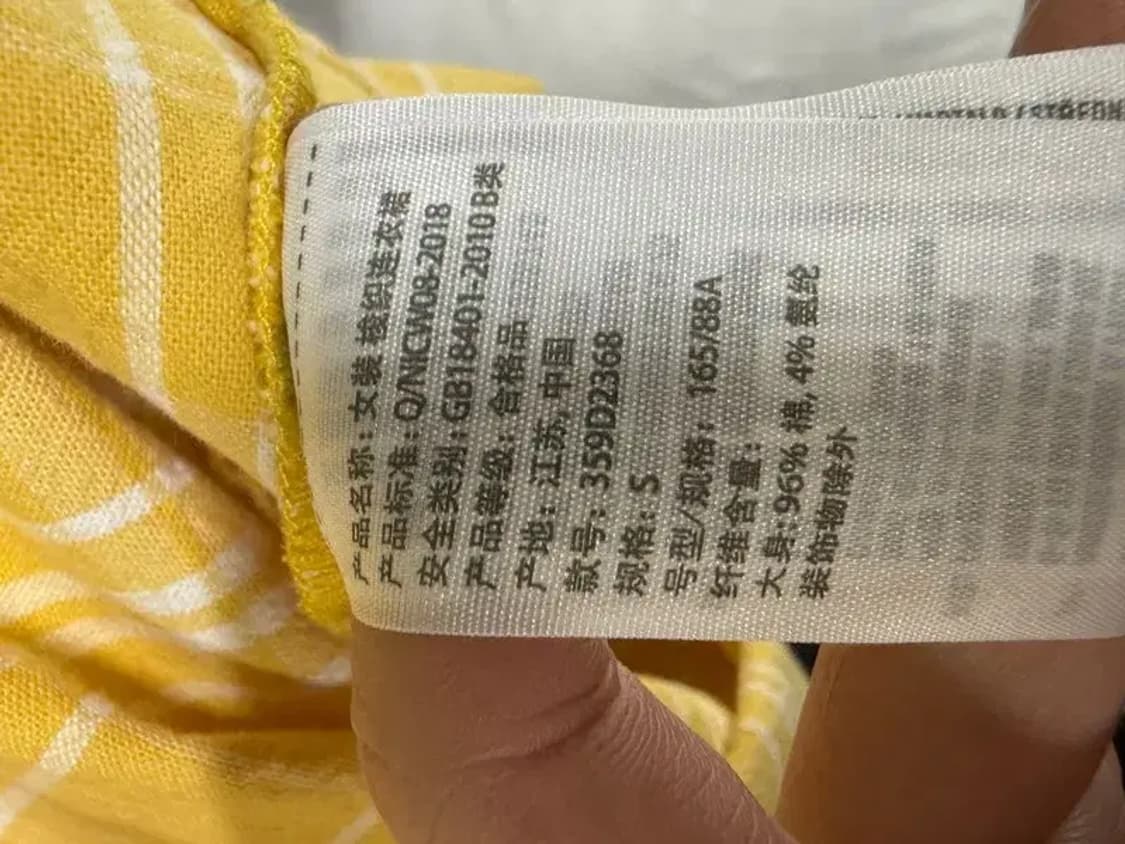 产品名称: 女装 梭织连衣裙
产品标准: Q/NICW08-2018
安全类别: GB18401-2010 B类
产品等级: 合格品
产地: 江苏, 中国
款号: 359D2368
规格: S
号型/规格: 165/88A
纤维含量:
大身: 96% 棉, 4% 氨纶
装饰物除外